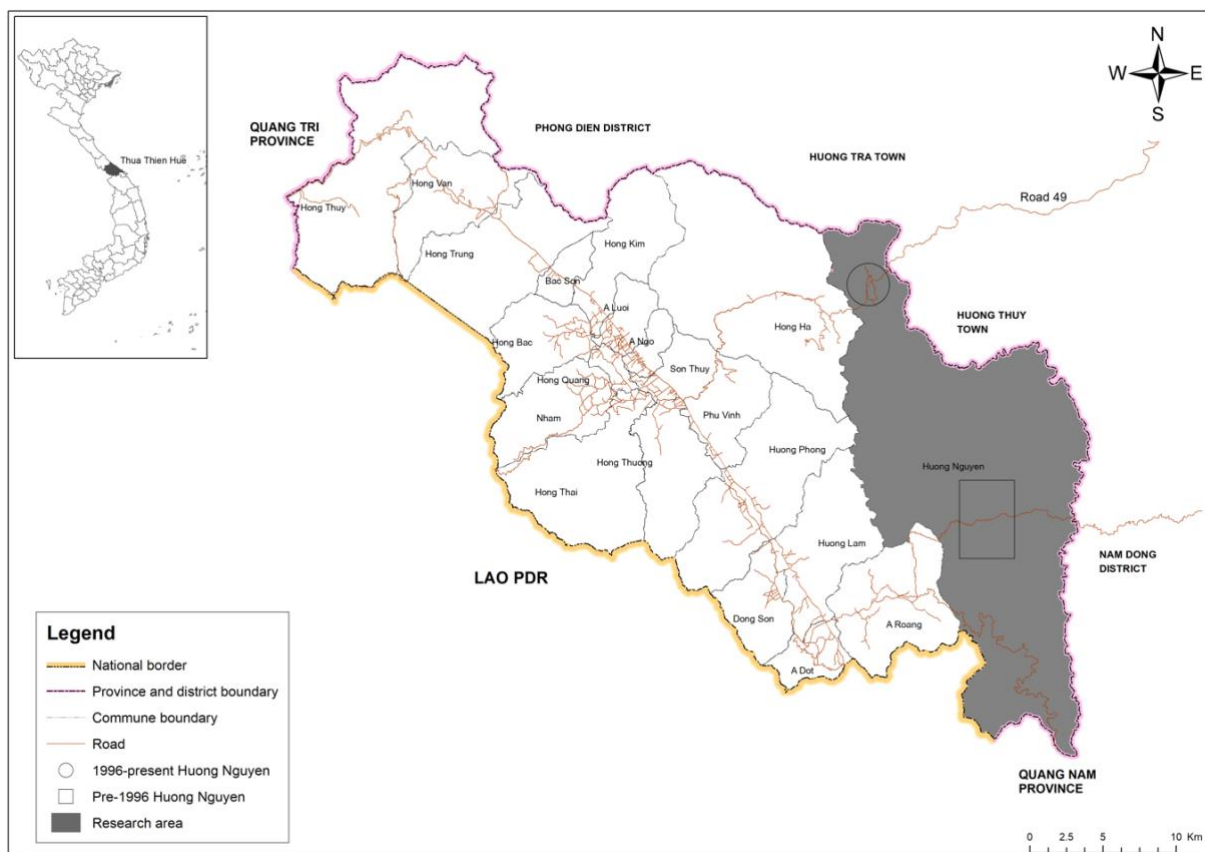 Thua Thien Hue
N
W
E
S
QUANG TRI
PROVINCE
PHONG DIEN DISTRICT
HUONG TRA TOWN
Road 49
Hong Van
Hong Thuy
Hong Trung
Hong Kim
Bac Son
A Luoi
Hong Ha
HUONG THUY
TOWN
Hong Bac
A Ngo
Son Thuy
Hong Quang
Nham
Phu Vinh
Huong Phong
Hong Thuong
Huong Nguyen
Hong Thai
Huong Lam
NAM DONG
DISTRICT
LAO PDR
Dong Son
A Roang
A Dot
QUANG NAM
PROVINCE
Legend
National border
Province and district boundary
Commune boundary
Road
1996-present Huong Nguyen
Pre-1996 Huong Nguyen
Research area
0 2.5 5 10 Km